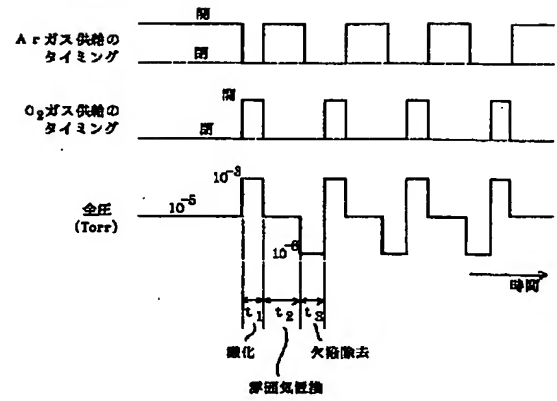 開
Arガス供給の
タイミング
閉
開
O₂ガス供給の
タイミング
閉
10⁻³
全圧
(Torr)
10⁻⁵
10⁻⁶
時間
t₁ t₂ t₃
酸化
欠陥除去
雰囲気置換